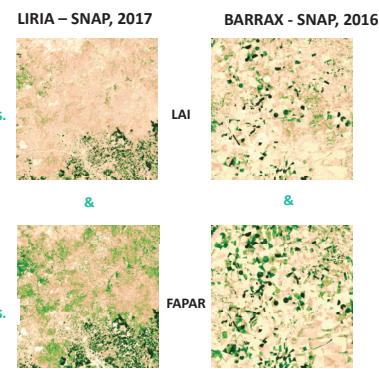 LIRIA – SNAP, 2017
BARRAX - SNAP, 2016
s.
LAI
&
&
s.
FAPAR